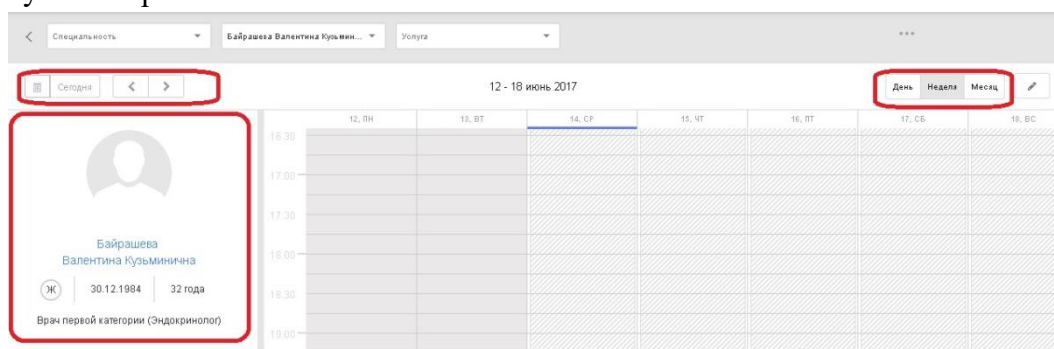 Специальность
Байрашева Валентина Кузьмин...
Услуга
Сегодня
12 - 18 июнь 2017
День Неделя Месяц
12, ПН 13, ВТ 14, СР 15, ЧТ 16, ПТ 17, СБ 18, ВС
16:30
17:00
17:30
18:00
18:30
19:00
Байрашева
Валентина Кузьминична
Ж 30.12.1984 32 года
Врач первой категории (Эндокринолог)